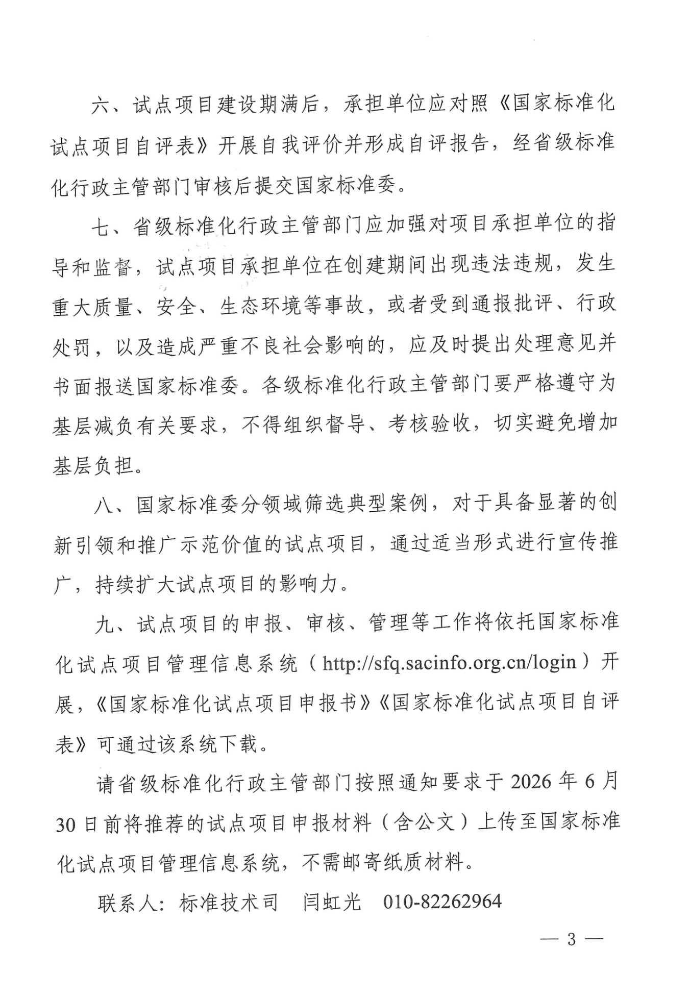 六、试点项目建设期满后，承担单位应对照《国家标准化
试点项目自评表》开展自我评价并形成自评报告，经省级标准
化行政主管部门审核后提交国家标准委。
七、省级标准化行政主管部门应加强对项目承担单位的指
导和监督，试点项目承担单位在创建期间出现违法违规，发生
重大质量、安全、生态环境等事故，或者受到通报批评、行政
处罚，以及造成严重不良社会影响的，应及时提出处理意见并
书面报送国家标准委。各级标准化行政主管部门要严格遵守为
基层减负有关要求，不得组织督导、考核验收，切实避免增加
基层负担。
八、国家标准委分领域筛选典型案例，对于具备显著的创
新引领和推广示范价值的试点项目，通过适当形式进行宣传推
广，持续扩大试点项目的影响力。
九、试点项目的申报、审核、管理等工作将依托国家标准
化试点项目管理信息系统（http://sfq.sacinfo.org.cn/login）开
展，《国家标准化试点项目申报书》《国家标准化试点项目自评
表》可通过该系统下载。
请省级标准化行政主管部门按照通知要求于 2026 年 6 月
30 日前将推荐的试点项目申报材料（含公文）上传至国家标准
化试点项目管理信息系统，不需邮寄纸质材料。
联系人：标准技术司　闫虹光　010-82262964
— 3 —